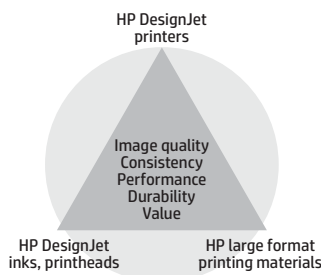 HP DesignJet
printers
Image quality
Consistency
Performance
Durability
Value
HP DesignJet
inks, printheads
HP large format
printing materials